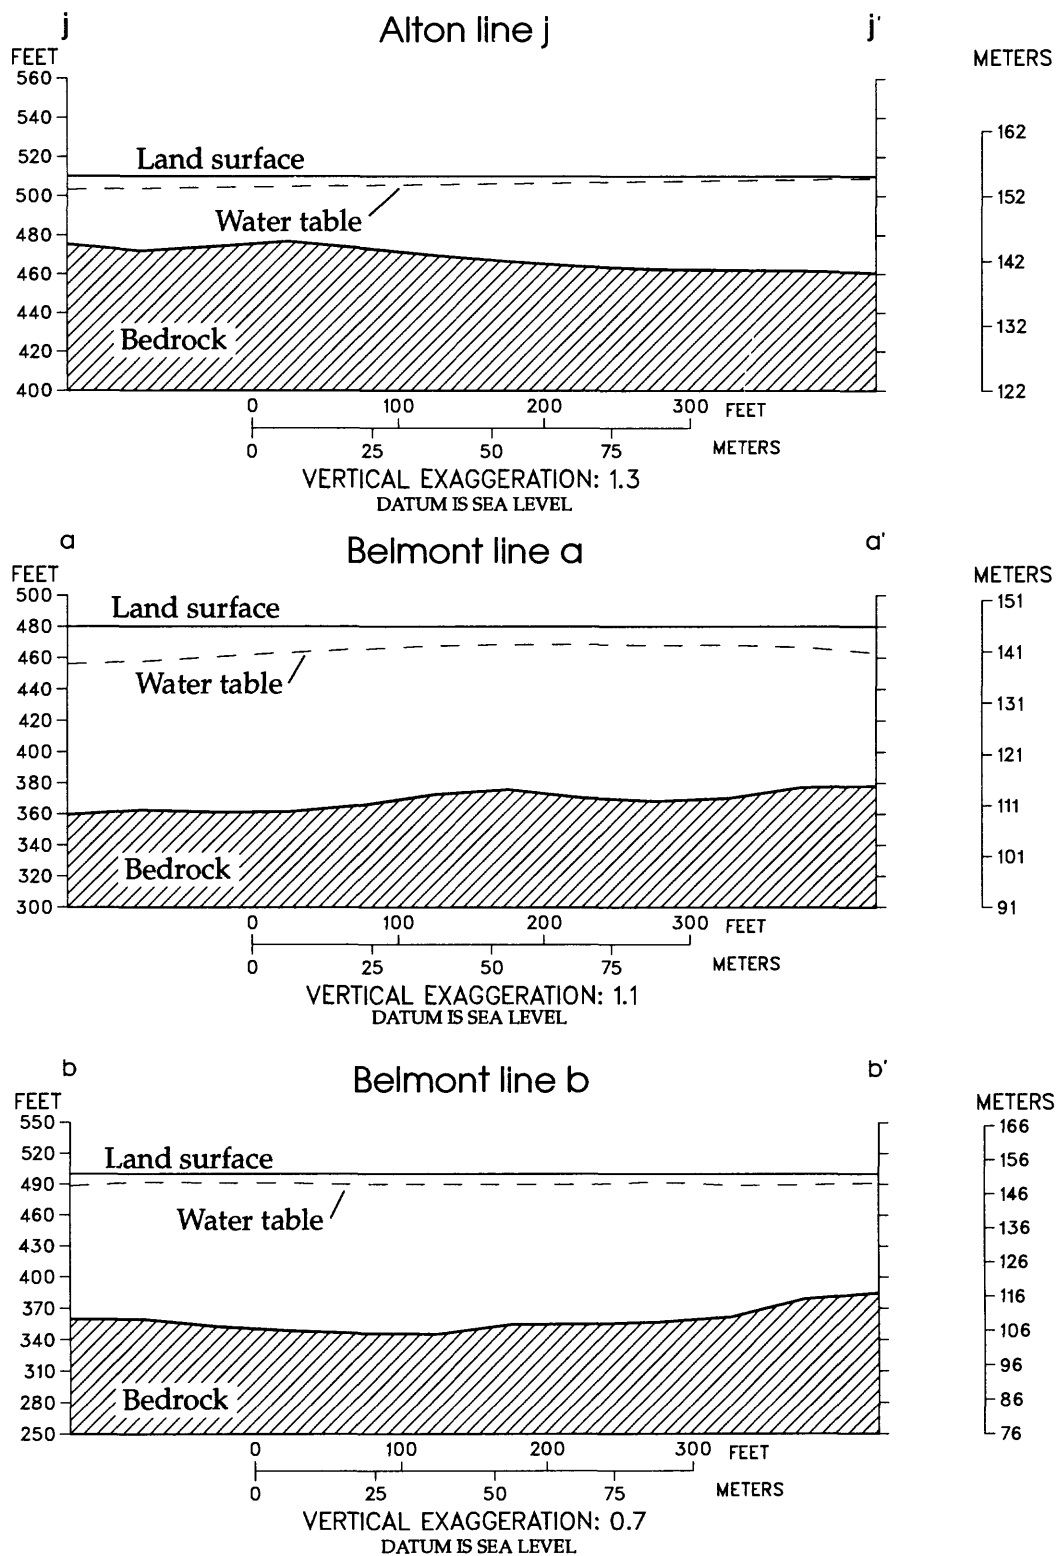 j Alton line j j'
FEET METERS
560
540
520
500
480
460
440
420
400
162
152
142
132
122
Land surface
Water table
Bedrock
0 100 200 300 FEET
0 25 50 75 METERS
VERTICAL EXAGGERATION: 1.3
DATUM IS SEA LEVEL
a Belmont line a a'
FEET METERS
500
480
460
440
420
400
380
360
340
320
300
151
141
131
121
111
101
91
Land surface
Water table
Bedrock
0 100 200 300 FEET
0 25 50 75 METERS
VERTICAL EXAGGERATION: 1.1
DATUM IS SEA LEVEL
b Belmont line b b'
FEET METERS
550
520
490
460
430
400
370
340
310
280
250
166
156
146
136
126
116
106
96
86
76
Land surface
Water table
Bedrock
0 100 200 300 FEET
0 25 50 75 METERS
VERTICAL EXAGGERATION: 0.7
DATUM IS SEA LEVEL